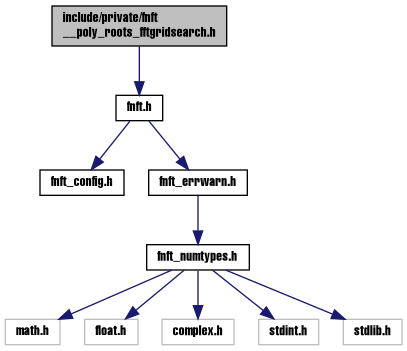 include/private/fnft
__poly_roots_fftgridsearch.h
fnft.h
fnft_config.h
fnft_errwarn.h
fnft_numtypes.h
math.h
float.h
complex.h
stdint.h
stdlib.h